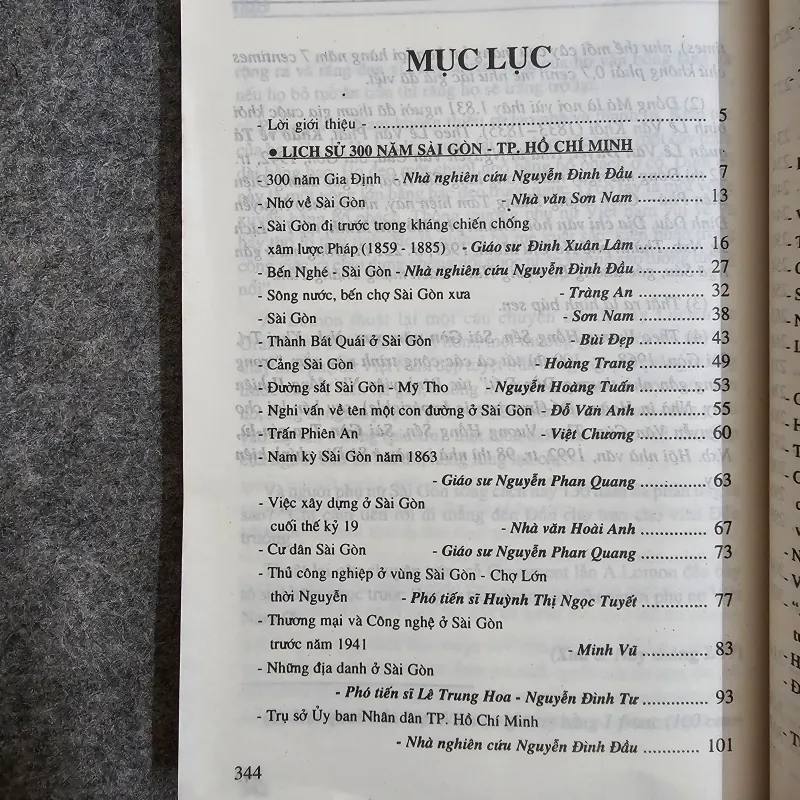 MỤC LỤC
- Lời giới thiệu - ........ 5
● LỊCH SỬ 300 NĂM SÀI GÒN - TP. HỒ CHÍ MINH
- 300 năm Gia Định - Nhà nghiên cứu Nguyễn Đình Đầu ........ 7
- Nhớ về Sài Gòn - Nhà văn Sơn Nam ........ 13
- Sài Gòn đi trước trong kháng chiến chống
xâm lược Pháp (1859 - 1885) - Giáo sư Đinh Xuân Lâm ........ 16
- Bến Nghé - Sài Gòn - Nhà nghiên cứu Nguyễn Đình Đầu ........ 27
- Sông nước, bến chợ Sài Gòn xưa - Tràng An ........ 32
- Sài Gòn - Sơn Nam ........ 38
- Thành Bát Quái ở Sài Gòn - Bùi Đẹp ........ 43
- Cảng Sài Gòn - Hoàng Trang ........ 49
- Đường sắt Sài Gòn - Mỹ Tho - Nguyễn Hoàng Tuấn ........ 53
- Nghi vấn về tên một con đường ở Sài Gòn - Đỗ Văn Anh ........ 55
- Trấn Phiên An - Việt Chương ........ 60
- Nam kỳ Sài Gòn năm 1863
- Giáo sư Nguyễn Phan Quang ........ 63
- Việc xây dựng ở Sài Gòn
cuối thế kỷ 19 - Nhà văn Hoài Anh ........ 67
- Cư dân Sài Gòn - Giáo sư Nguyễn Phan Quang ........ 73
- Thủ công nghiệp ở vùng Sài Gòn - Chợ Lớn
thời Nguyễn - Phó tiến sĩ Huỳnh Thị Ngọc Tuyết ........ 77
- Thương mại và Công nghệ ở Sài Gòn
trước năm 1941 - Minh Vũ ........ 83
- Những địa danh ở Sài Gòn
- Phó tiến sĩ Lê Trung Hoa - Nguyễn Đình Tư ........ 93
- Trụ sở Ủy ban Nhân dân TP. Hồ Chí Minh
- Nhà nghiên cứu Nguyễn Đình Đầu ........ 101
344